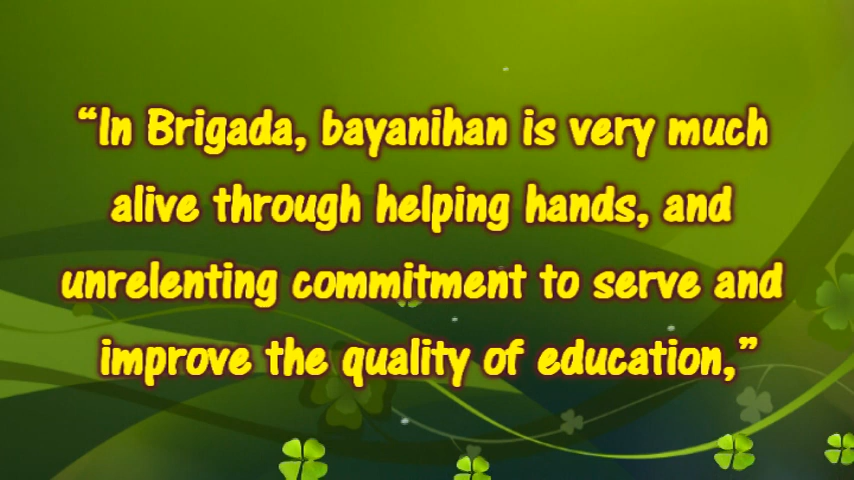 “In Brigada, bayanihan is very much
alive through helping hands, and
unrelenting commitment to serve and
improve the quality of education,”